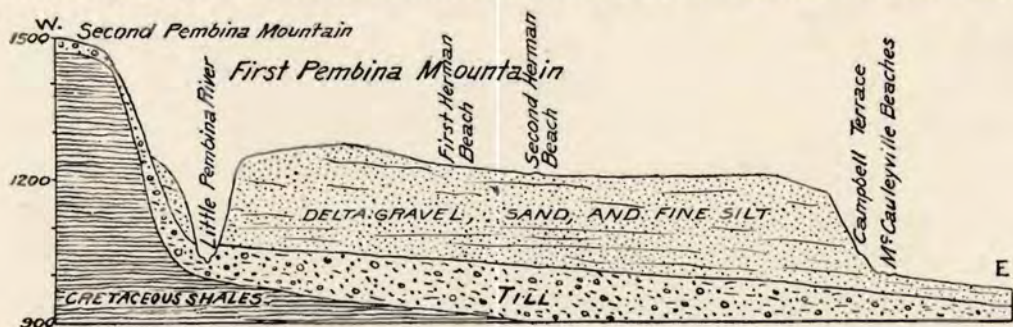 W.
1500
Second Pembina Mountain
First Pembina Mountain
Little Pembina River
First Herman
Beach
Second Herman
Beach
Campbell Terrace
McCauleyville Beaches
1200
DELTA GRAVEL, SAND, AND FINE SILT
E
TILL
CRETACEOUS SHALES.
900